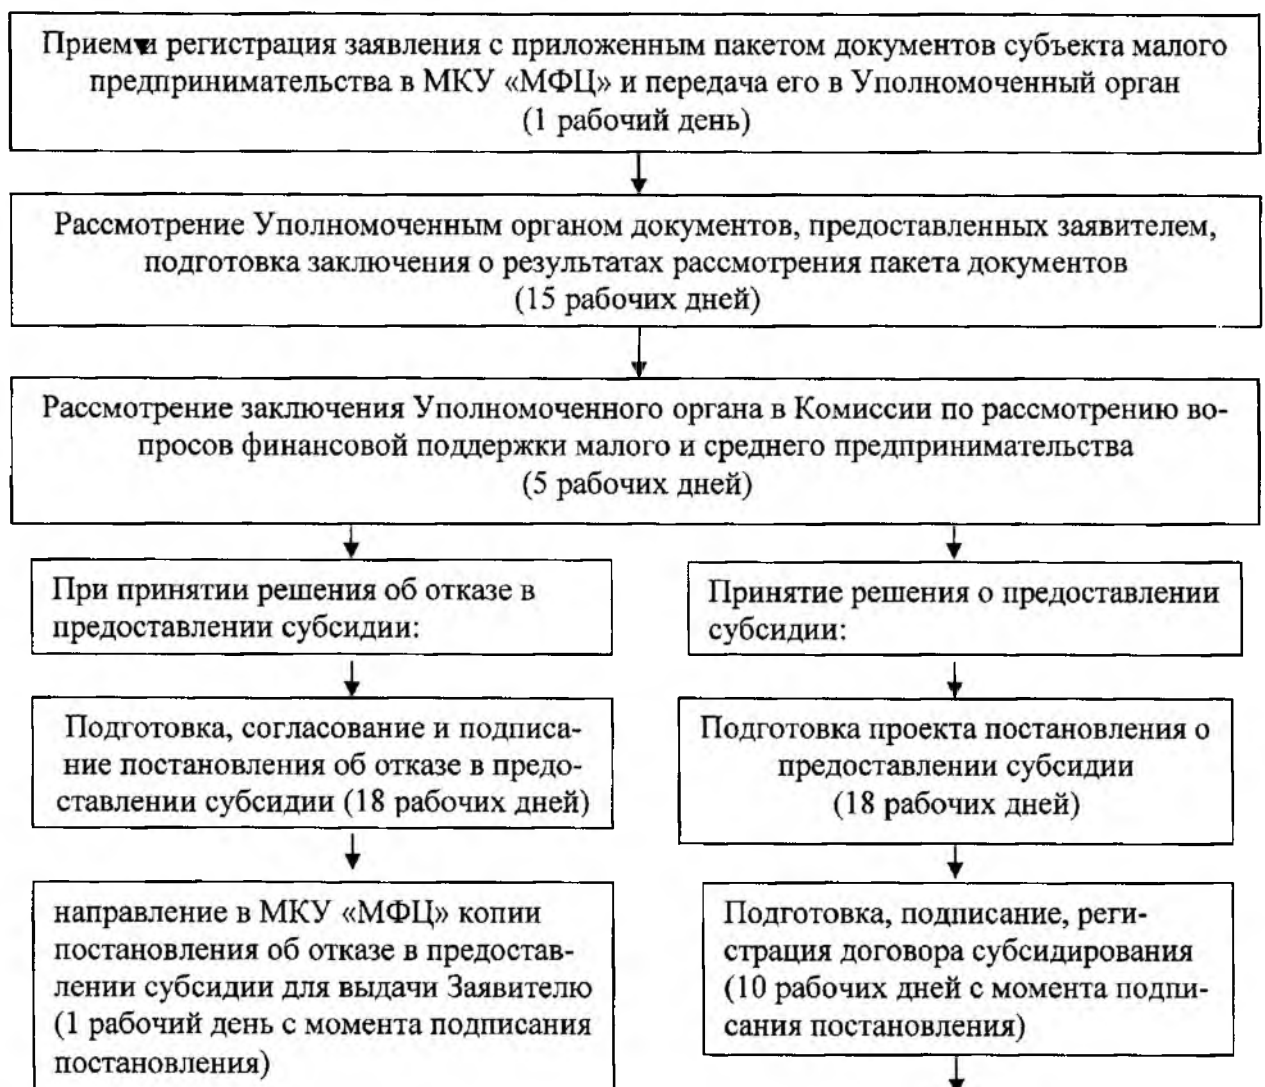 Прием и регистрация заявления с приложенным пакетом документов субъекта малого
предпринимательства в МКУ «МФЦ» и передача его в Уполномоченный орган
(1 рабочий день)
Рассмотрение Уполномоченным органом документов, предоставленных заявителем,
подготовка заключения о результатах рассмотрения пакета документов
(15 рабочих дней)
Рассмотрение заключения Уполномоченного органа в Комиссии по рассмотрению во-
просов финансовой поддержки малого и среднего предпринимательства
(5 рабочих дней)
При принятии решения об отказе в
предоставлении субсидии:
Подготовка, согласование и подписа-
ние постановления об отказе в предо-
ставлении субсидии (18 рабочих дней)
направление в МКУ «МФЦ» копии
постановления об отказе в предостав-
лении субсидии для выдачи Заявителю
(1 рабочий день с момента подписания
постановления)
Принятие решения о предоставлении
субсидии:
Подготовка проекта постановления о
предоставлении субсидии
(18 рабочих дней)
Подготовка, подписание, реги-
страция договора субсидирования
(10 рабочих дней с момента подпи-
сания постановления)